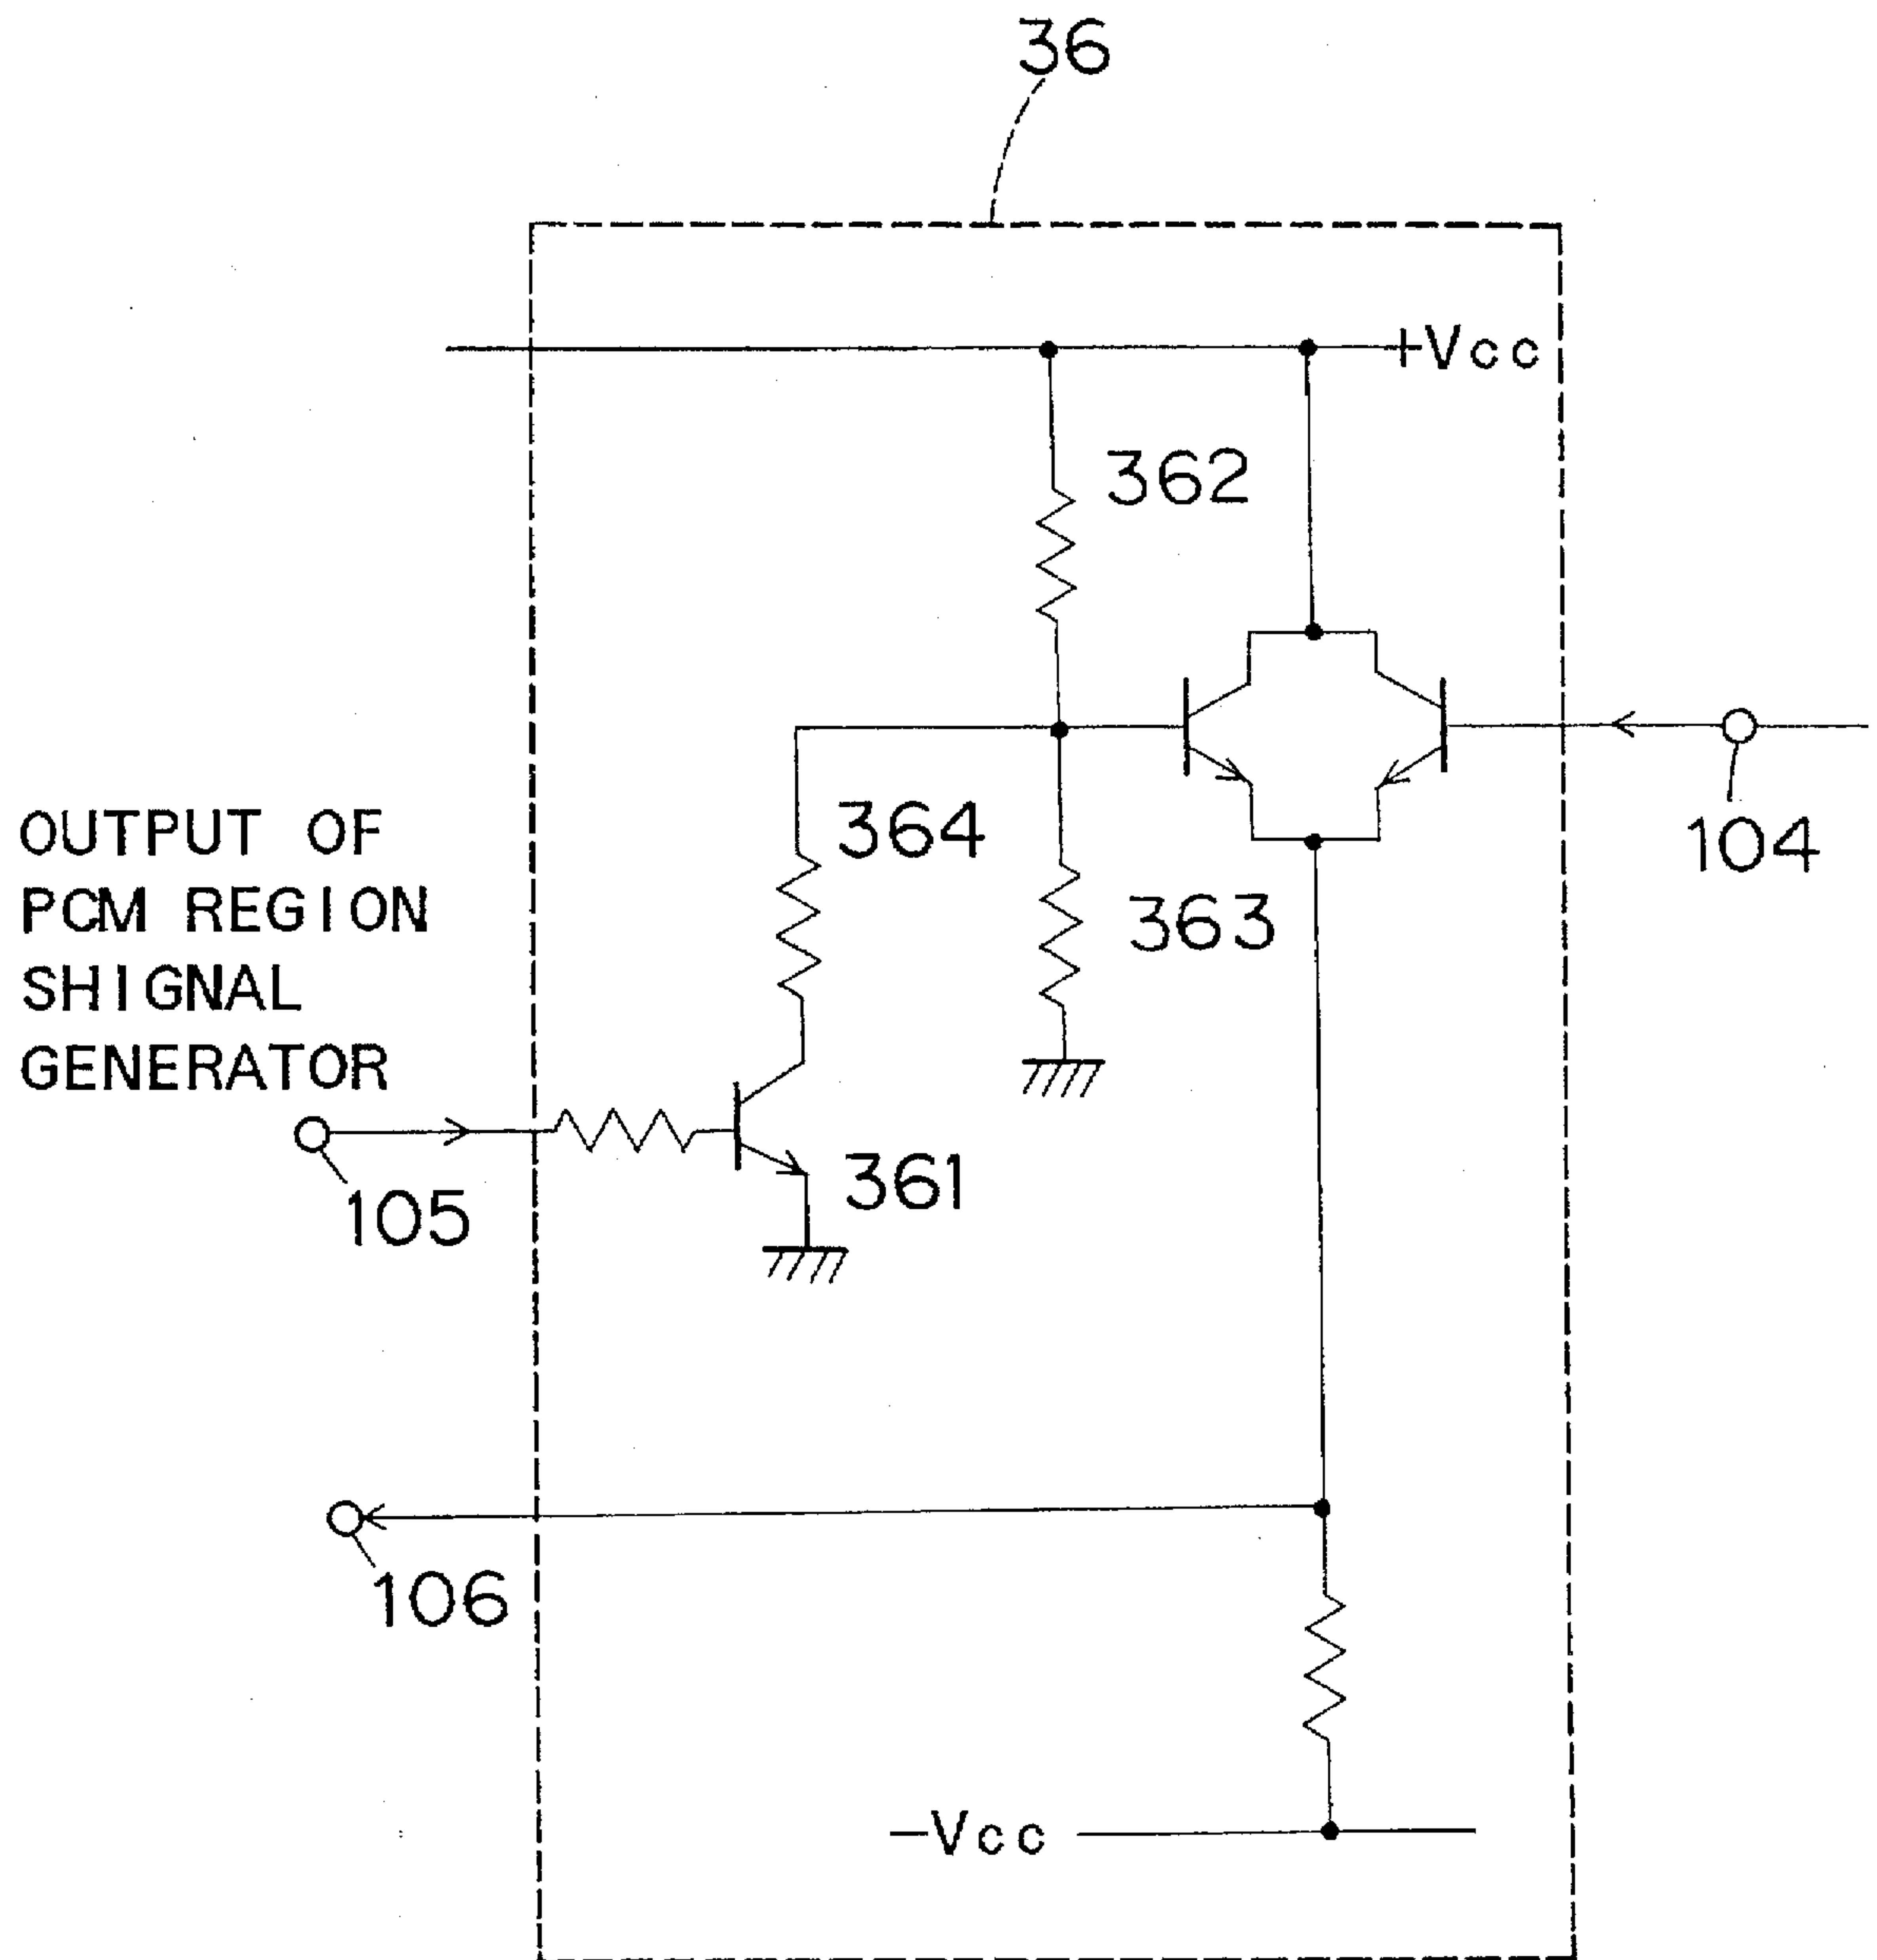 36
+Vcc
362
364
363
104
OUTPUT OF
PCM REGION
SHIGNAL
GENERATOR
105
361
106
-Vcc